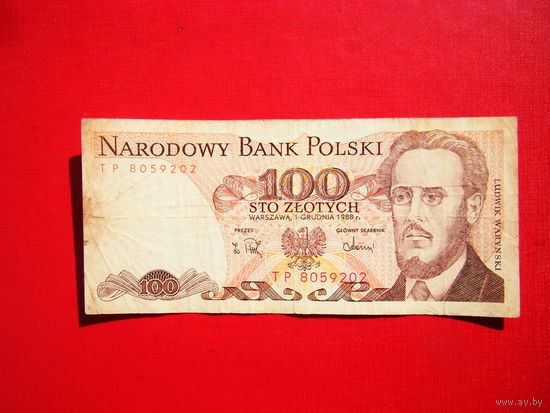 NARODOWY BANK POLSKI
TP 8059202
100
STO ZŁOTYCH
WARSZAWA, 1 GRUDNIA 1988 r.
PREZES
GŁÓWNY SKARBNIK
TP 8059202
100
LUDWIK WARYŃSKI
www.ay.by